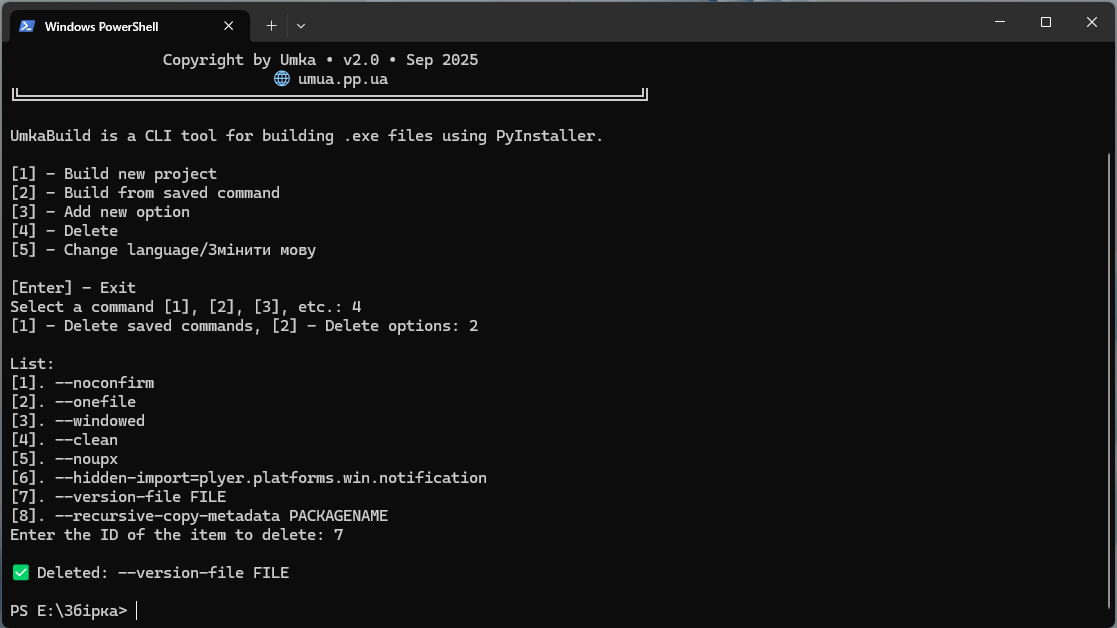 Windows PowerShell
Copyright by Umka • v2.0 • Sep 2025
🌐 umua.pp.ua
UmkaBuild is a CLI tool for building .exe files using PyInstaller.
[1] - Build new project
[2] - Build from saved command
[3] - Add new option
[4] - Delete
[5] - Change language/Змінити мову
[Enter] - Exit
Select a command [1], [2], [3], etc.: 4
[1] - Delete saved commands, [2] - Delete options: 2
List:
[1]. --noconfirm
[2]. --onefile
[3]. --windowed
[4]. --clean
[5]. --noupx
[6]. --hidden-import=plyer.platforms.win.notification
[7]. --version-file FILE
[8]. --recursive-copy-metadata PACKAGENAME
Enter the ID of the item to delete: 7
✅ Deleted: --version-file FILE
PS E:\Збірка>